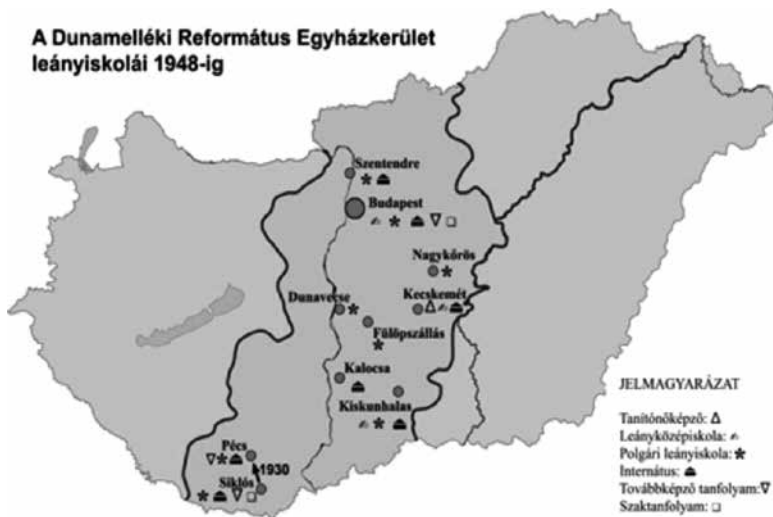 A Dunamelléki Református Egyházkerület
leányiskolái 1948-ig
Szentendre
Budapest
Nagykőrös
Dunavecse
Kecskemét
Fülöpszállás
Kalocsa
Kiskunhalas
Pécs
1930
Siklós
JELMAGYARÁZAT
Tanítónőképző: Δ
Leányközépiskola: ✍
Polgári leányiskola: *
Internátus: ⏏
Továbbképző tanfolyam: ∇
Szaktanfolyam: □